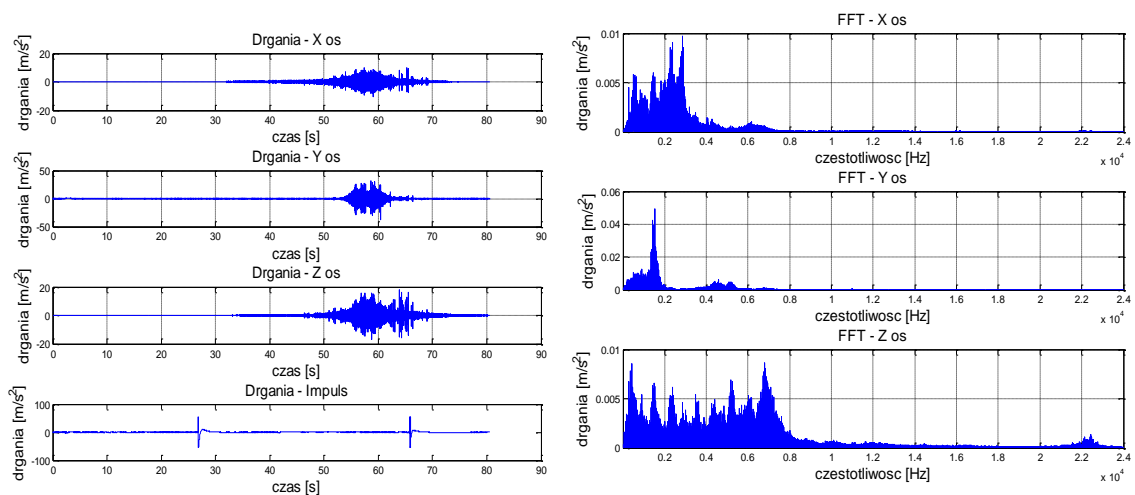 Drgania - X os
drgania [m/s²]
20
0
-20
0 10 20 30 40 50 60 70 80 90
czas [s]
Drgania - Y os
drgania [m/s²]
50
0
-50
0 10 20 30 40 50 60 70 80 90
czas [s]
Drgania - Z os
drgania [m/s²]
20
0
-20
0 10 20 30 40 50 60 70 80 90
czas [s]
Drgania - Impuls
drgania [m/s²]
100
0
-100
0 10 20 30 40 50 60 70 80 90
czas [s]
FFT - X os
drgania [m/s²]
0.01
0.005
0
0.2 0.4 0.6 0.8 1 1.2 1.4 1.6 1.8 2 2.2 2.4
x 10⁴
czestotliwosc [Hz]
FFT - Y os
drgania [m/s²]
0.06
0.04
0.02
0
0.2 0.4 0.6 0.8 1 1.2 1.4 1.6 1.8 2 2.2 2.4
x 10⁴
czestotliwosc [Hz]
FFT - Z os
drgania [m/s²]
0.01
0.005
0
0.2 0.4 0.6 0.8 1 1.2 1.4 1.6 1.8 2 2.2 2.4
x 10⁴
czestotliwosc [Hz]